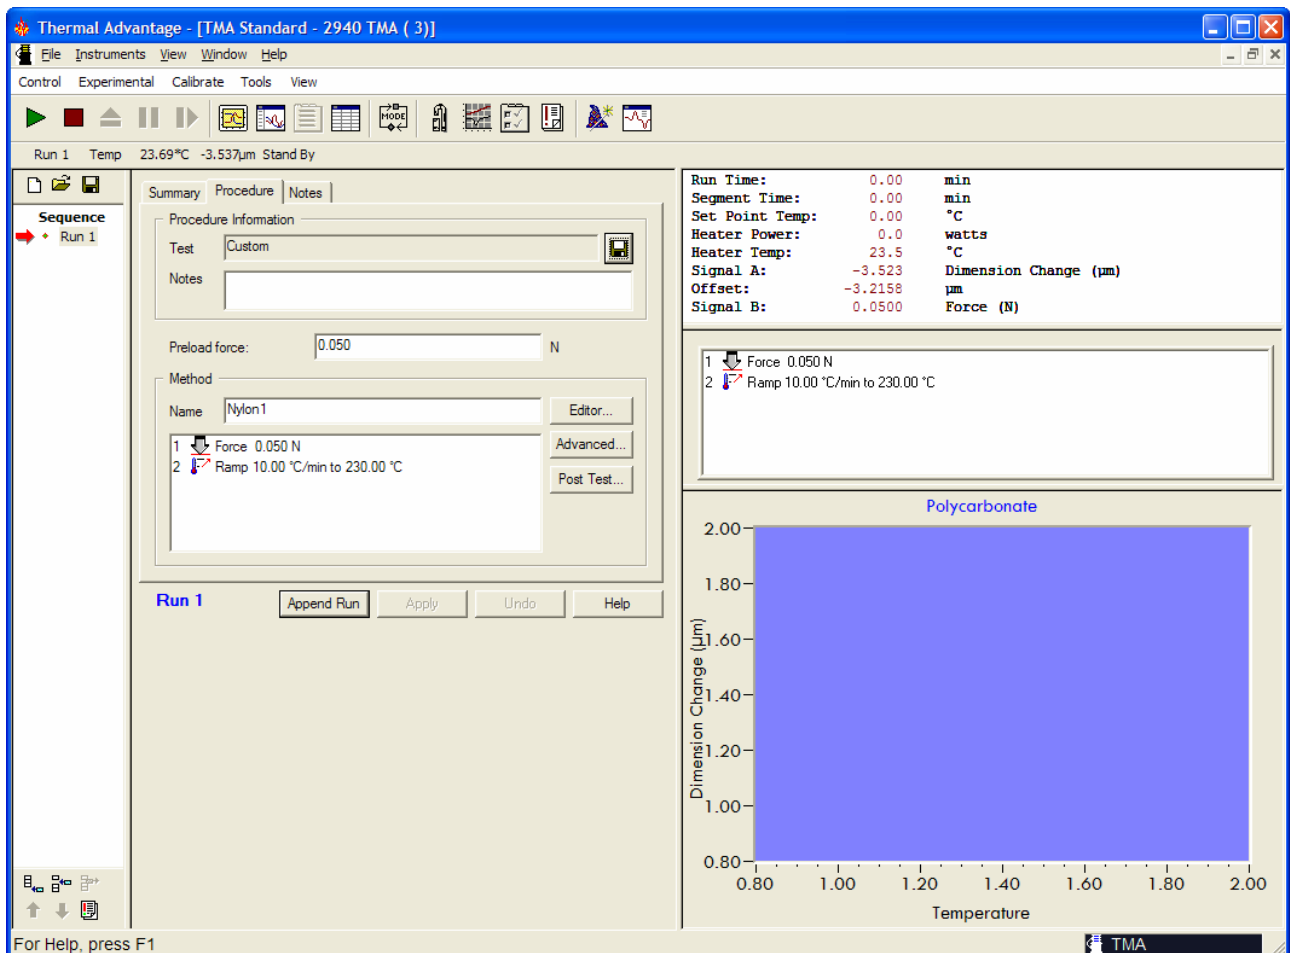 Thermal Advantage - [TMA Standard - 2940 TMA ( 3)]
File Instruments View Window Help
Control Experimental Calibrate Tools View
MODE
Run 1 Temp 23.69°C -3.537µm Stand By
Sequence
Run 1
Summary Procedure Notes
Procedure Information
Test Custom
Notes
Preload force: 0.050 N
Method
Name Nylon1 Editor...
1 Force 0.050 N
2 Ramp 10.00 °C/min to 230.00 °C
Advanced...
Post Test...
Run 1 Append Run Apply Undo Help
Run Time: 0.00 min
Segment Time: 0.00 min
Set Point Temp: 0.00 °C
Heater Power: 0.0 watts
Heater Temp: 23.5 °C
Signal A: -3.523 Dimension Change (µm)
Offset: -3.2158 µm
Signal B: 0.0500 Force (N)
1 Force 0.050 N
2 Ramp 10.00 °C/min to 230.00 °C
Polycarbonate
2.00
1.80
1.60
1.40
1.20
1.00
0.80
Dimension Change (µm)
0.80 1.00 1.20 1.40 1.60 1.80 2.00
Temperature
For Help, press F1
TMA